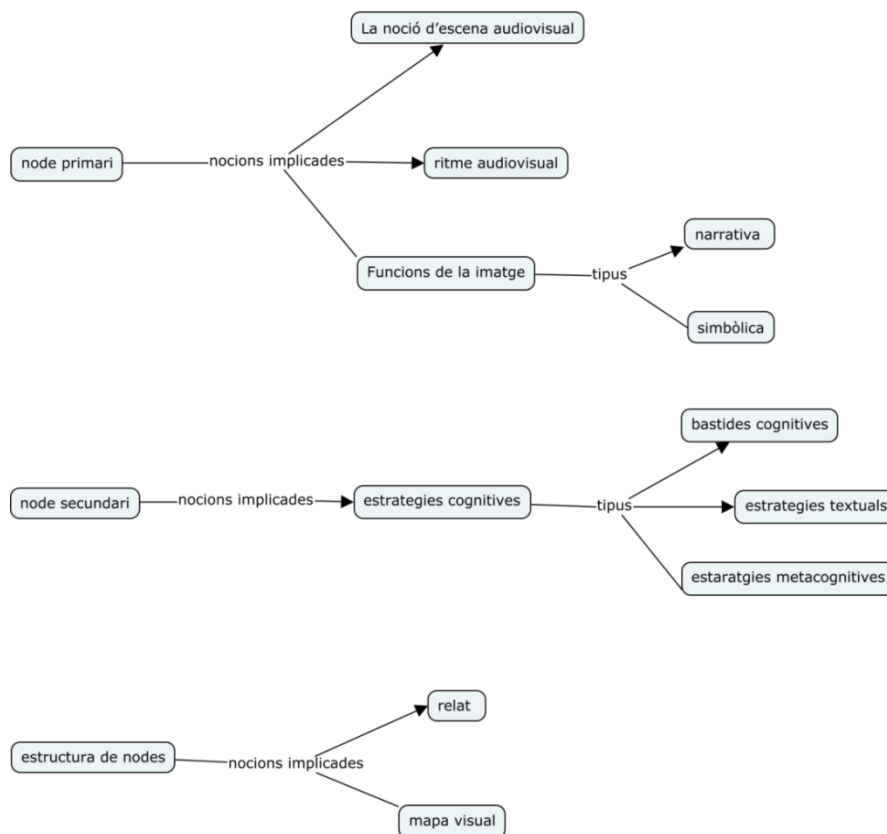 La noció d'escena audiovisual
node primari
nocions implicades
ritme audiovisual
Funcions de la imatge
tipus
narrativa
simbòlica
node secundari
nocions implicades
estrategies cognitives
tipus
bastides cognitives
estrategies textuals
estaratgies metacognitives
estructura de nodes
nocions implicades
relat
mapa visual